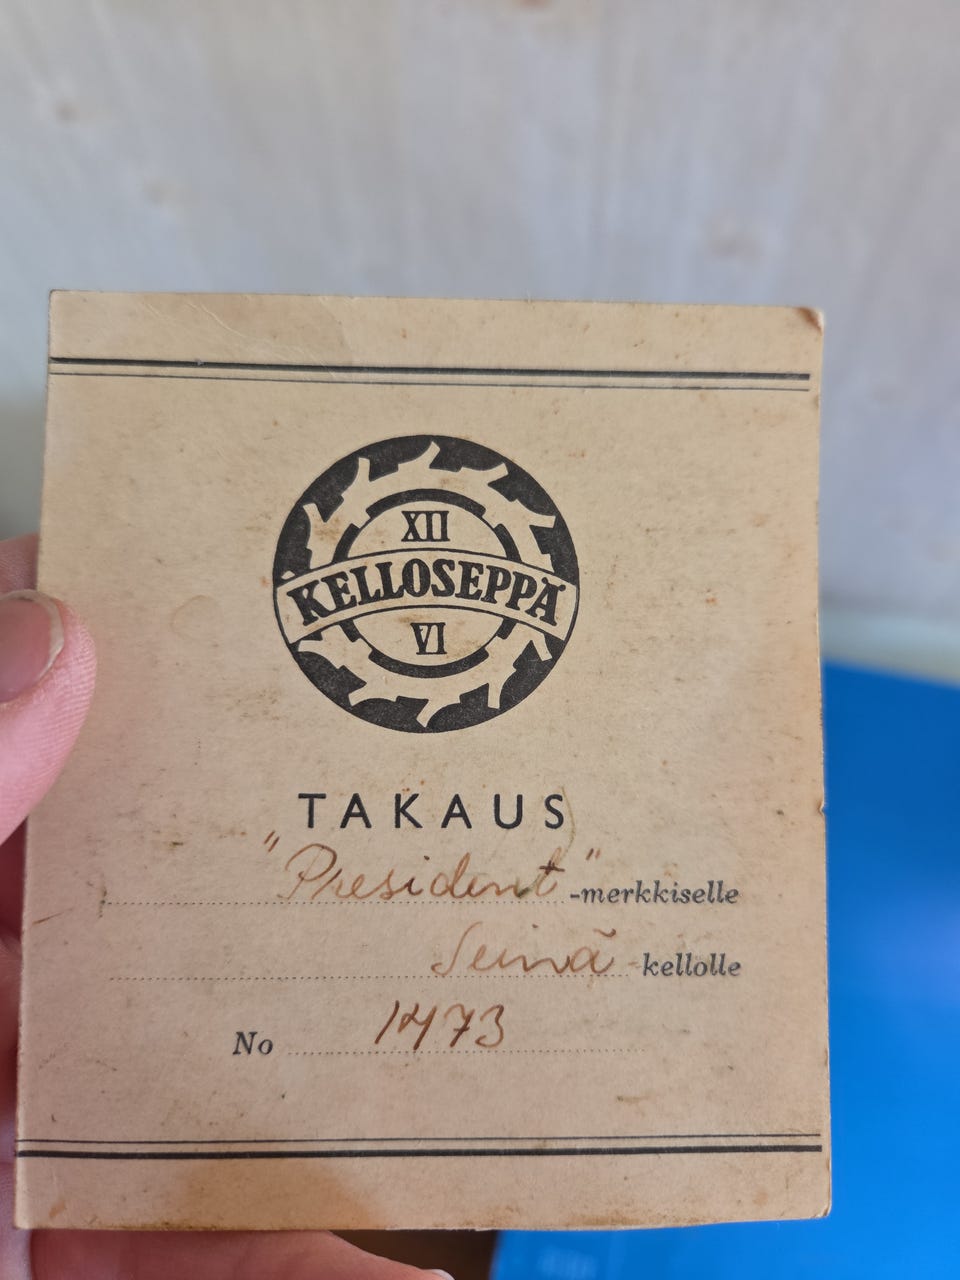 XII
KELLOSEPPÄ
VI
TAKAUS
"President" -merkkiselle
Seinä -kellolle
No 1473